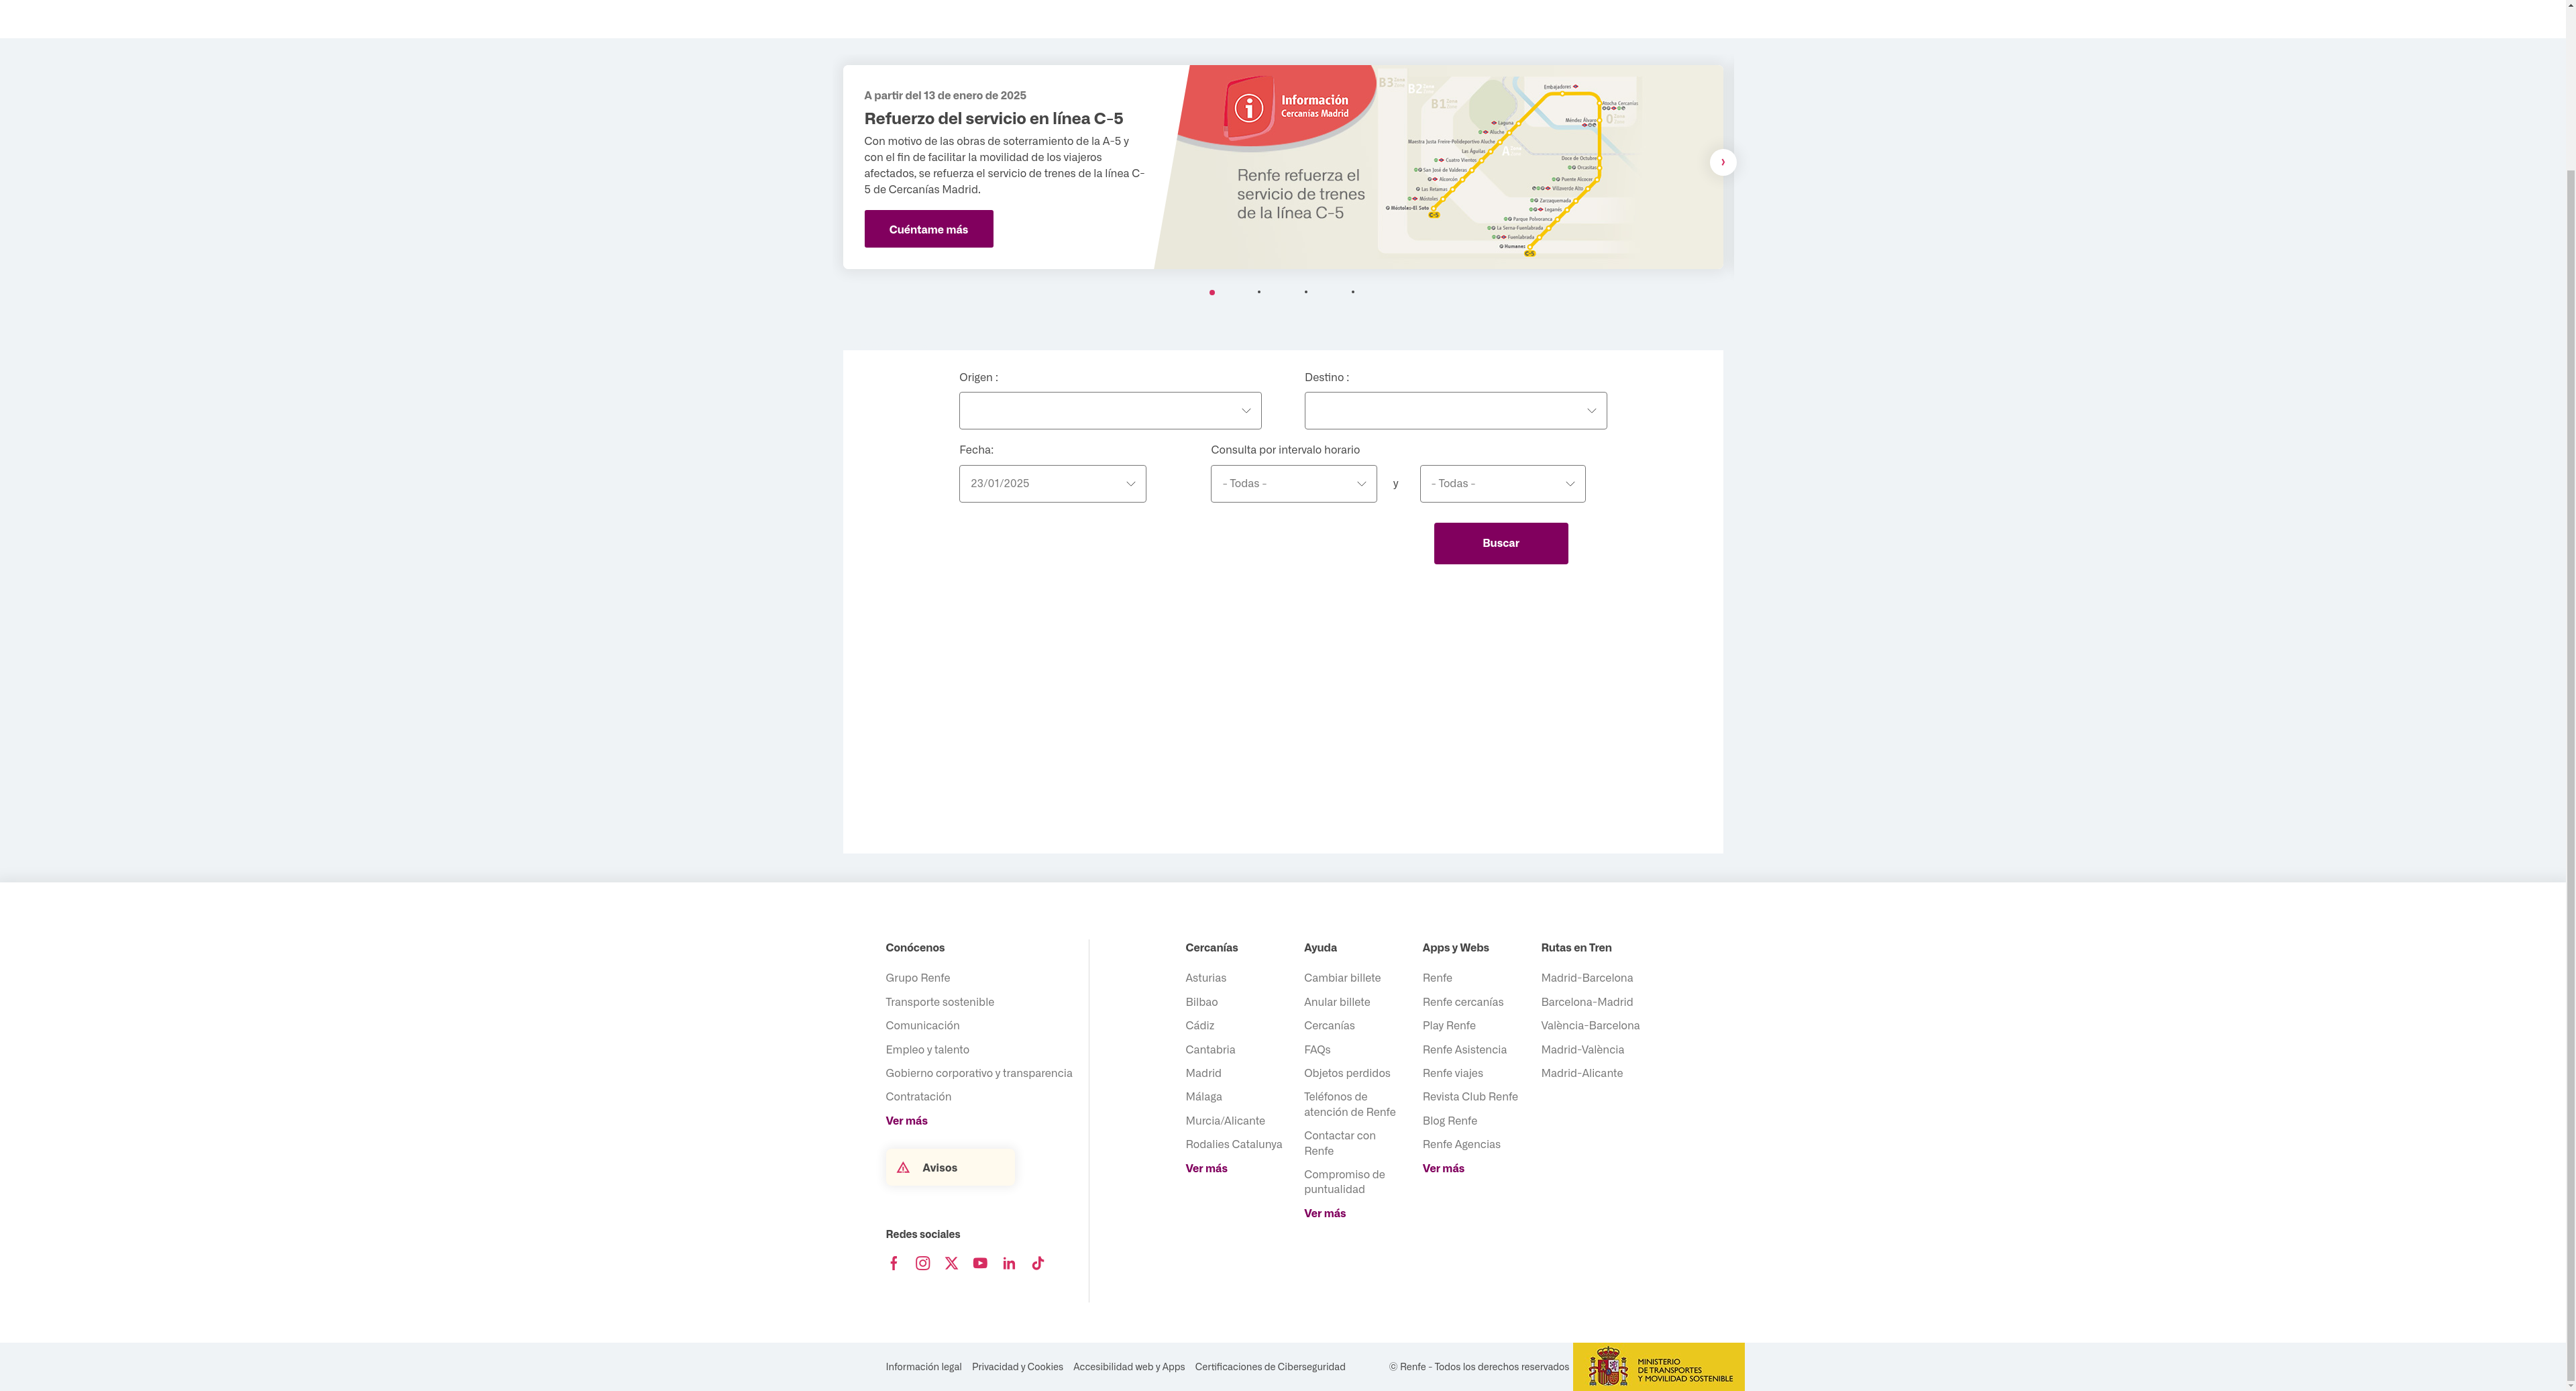 A partir del 13 de enero de 2025
Refuerzo del servicio en línea C-5
Con motivo de las obras de soterramiento de la A-5 y
con el fin de facilitar la movilidad de los viajeros
afectados, se refuerza el servicio de trenes de la línea C-
5 de Cercanías Madrid.
Cuéntame más
Información
Cercanías Madrid
Renfe refuerza el
servicio de trenes
de la línea C-5
B3
B2
B1
A
0
Embajadores
Atocha Cercanías
Laguna
Méndez Álvaro
Aluche
Maestra Justa Freire-Polideportivo Aluche
Las Águilas
Doce de Octubre
Cuatro Vientos
Orcasitas
San José de Valderas
Puente Alcocer
Alcorcón
Villaverde Alto
Las Retamas
Zarzaquemada
Móstoles
Leganés
Móstoles-El Soto
Parque Polvoranca
C-5
La Serna-Fuenlabrada
Fuenlabrada
Humanes
C-5
Origen :
Destino :
Fecha:
Consulta por intervalo horario
23/01/2025
- Todas -
y
- Todas -
Buscar
Conócenos
Grupo Renfe
Transporte sostenible
Comunicación
Empleo y talento
Gobierno corporativo y transparencia
Contratación
Ver más
Avisos
Redes sociales
Cercanías
Asturias
Bilbao
Cádiz
Cantabria
Madrid
Málaga
Murcia/Alicante
Rodalies Catalunya
Ver más
Ayuda
Cambiar billete
Anular billete
Cercanías
FAQs
Objetos perdidos
Teléfonos de
atención de Renfe
Contactar con
Renfe
Compromiso de
puntualidad
Ver más
Apps y Webs
Renfe
Renfe cercanías
Play Renfe
Renfe Asistencia
Renfe viajes
Revista Club Renfe
Blog Renfe
Renfe Agencias
Ver más
Rutas en Tren
Madrid-Barcelona
Barcelona-Madrid
València-Barcelona
Madrid-València
Madrid-Alicante
Información legal
Privacidad y Cookies
Accesibilidad web y Apps
Certificaciones de Ciberseguridad
© Renfe - Todos los derechos reservados
MINISTERIO
DE TRANSPORTES
Y MOVILIDAD SOSTENIBLE